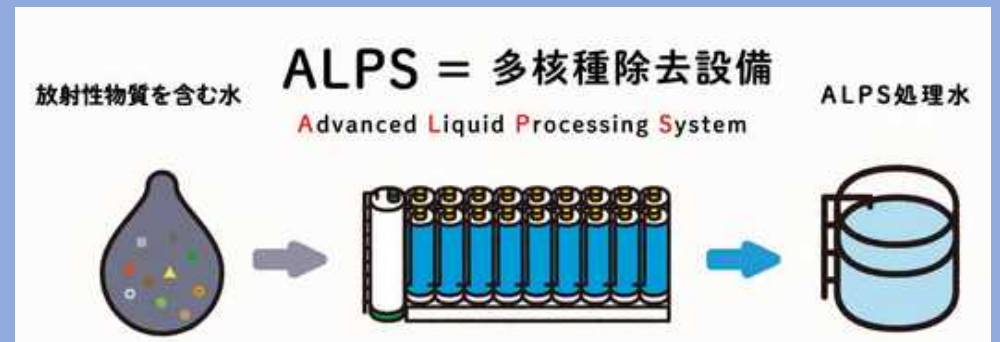 ALPS = 多核種除去設備
放射性物質を含む水
ALPS処理水
Advanced Liquid Processing System